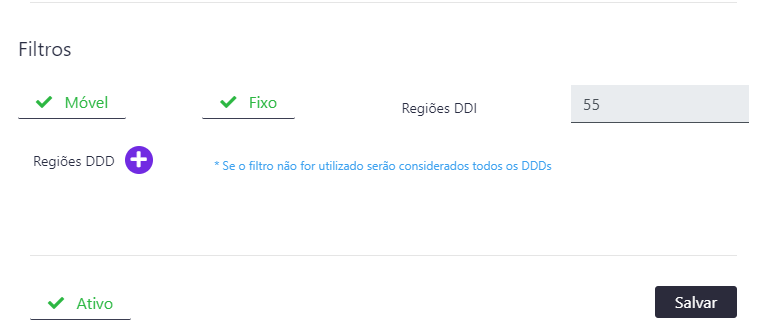 Filtros
Móvel
Fixo
Regiões DDI
55
Regiões DDD
* Se o filtro não for utilizado serão considerados todos os DDDs
Ativo
Salvar